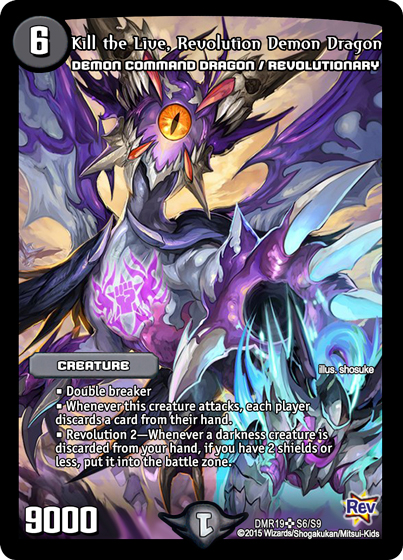 6
Kill the Live, Revolution Demon Dragon
DEMON COMMAND DRAGON / REVOLUTIONARY
CREATURE
illus. shosuke
▪ Double breaker
▪ Whenever this creature attacks, each player
discards a card from their hand.
▪ Revolution 2—Whenever a darkness creature is
discarded from your hand, if you have 2 shields or
less, put it into the battle zone.
Rev
9000
DMR19 S6/S9
©2015 Wizards/Shogakukan/Mitsui-Kids